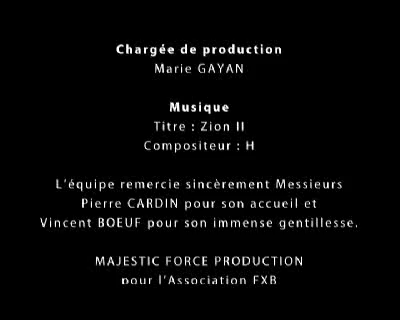 Chargée de production
Marie GAYAN
Musique
Titre : Zion II
Compositeur : H
L'équipe remercie sincèrement Messieurs
Pierre CARDIN pour son accueil et
Vincent BOEUF pour son immense gentillesse.
MAJESTIC FORCE PRODUCTION
pour l'Association FXB